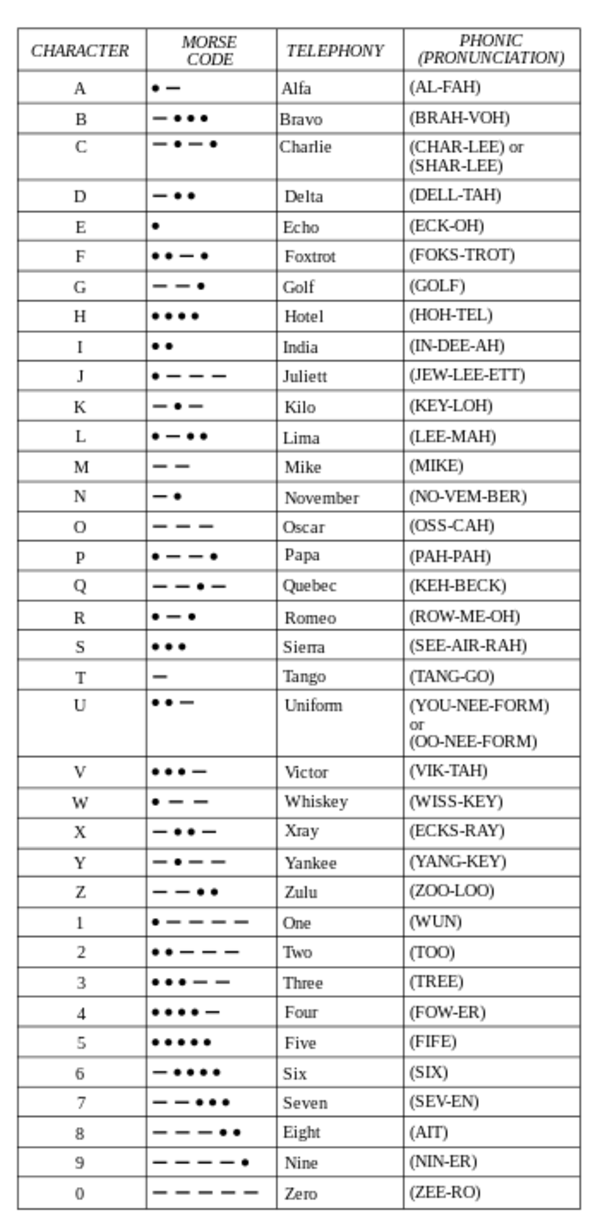 CHARACTER MORSE CODE TELEPHONY PHONIC (PRONUNCIATION)
A • — Alfa (AL-FAH)
B — • • • Bravo (BRAH-VOH)
C — • — • Charlie (CHAR-LEE) or
(SHAR-LEE)
D — • • Delta (DELL-TAH)
E • Echo (ECK-OH)
F • • — • Foxtrot (FOKS-TROT)
G — — • Golf (GOLF)
H • • • • Hotel (HOH-TEL)
I • • India (IN-DEE-AH)
J • — — — Juliett (JEW-LEE-ETT)
K — • — Kilo (KEY-LOH)
L • — • • Lima (LEE-MAH)
M — — Mike (MIKE)
N — • November (NO-VEM-BER)
O — — — Oscar (OSS-CAH)
P • — — • Papa (PAH-PAH)
Q — — • — Quebec (KEH-BECK)
R • — • Romeo (ROW-ME-OH)
S • • • Sierra (SEE-AIR-RAH)
T — Tango (TANG-GO)
U • • — Uniform (YOU-NEE-FORM)
or
(OO-NEE-FORM)
V • • • — Victor (VIK-TAH)
W • — — Whiskey (WISS-KEY)
X — • • — Xray (ECKS-RAY)
Y — • — — Yankee (YANG-KEY)
Z — — • • Zulu (ZOO-LOO)
1 • — — — — One (WUN)
2 • • — — — Two (TOO)
3 • • • — — Three (TREE)
4 • • • • — Four (FOW-ER)
5 • • • • • Five (FIFE)
6 — • • • • Six (SIX)
7 — — • • • Seven (SEV-EN)
8 — — — • • Eight (AIT)
9 — — — — • Nine (NIN-ER)
0 — — — — — Zero (ZEE-RO)